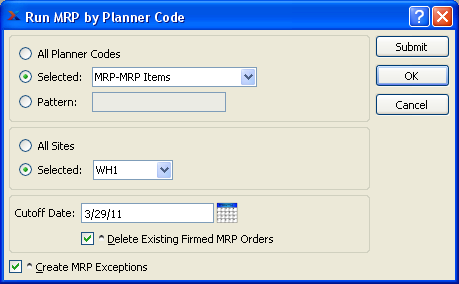 Run MRP by Planner Code
All Planner Codes
Selected: MRP-MRP Items
Pattern:
Submit
OK
Cancel
All Sites
Selected: WH1
Cutoff Date: 3/29/11
^ Delete Existing Firmed MRP Orders
^ Create MRP Exceptions